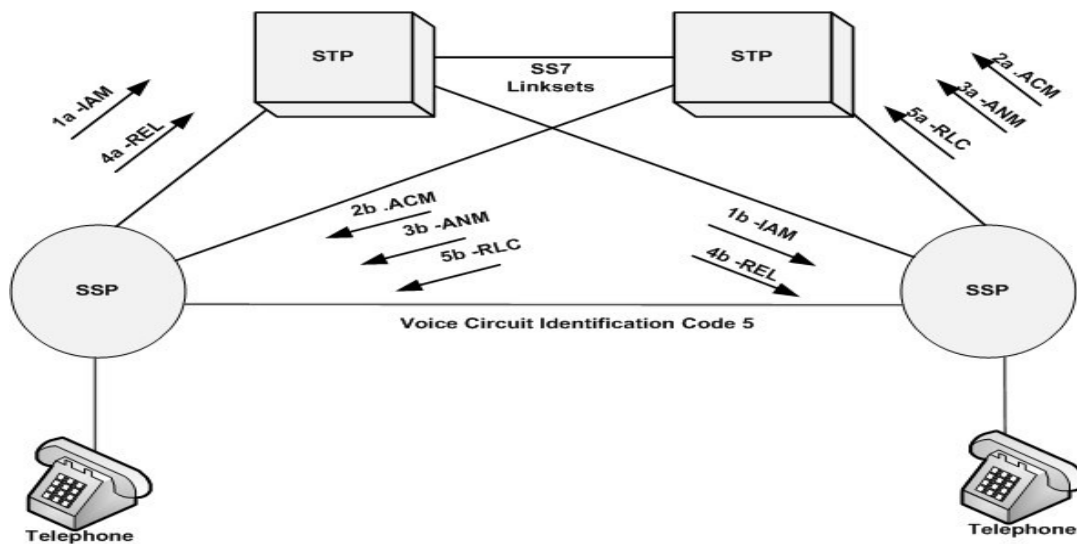 STP
STP
SS7
Linksets
1a -IAM
4a -REL
2a .ACM
3a -ANM
5a -RLC
2b .ACM
3b -ANM
5b -RLC
1b -IAM
4b -REL
SSP
SSP
Voice Circuit Identification Code 5
Telephone
Telephone